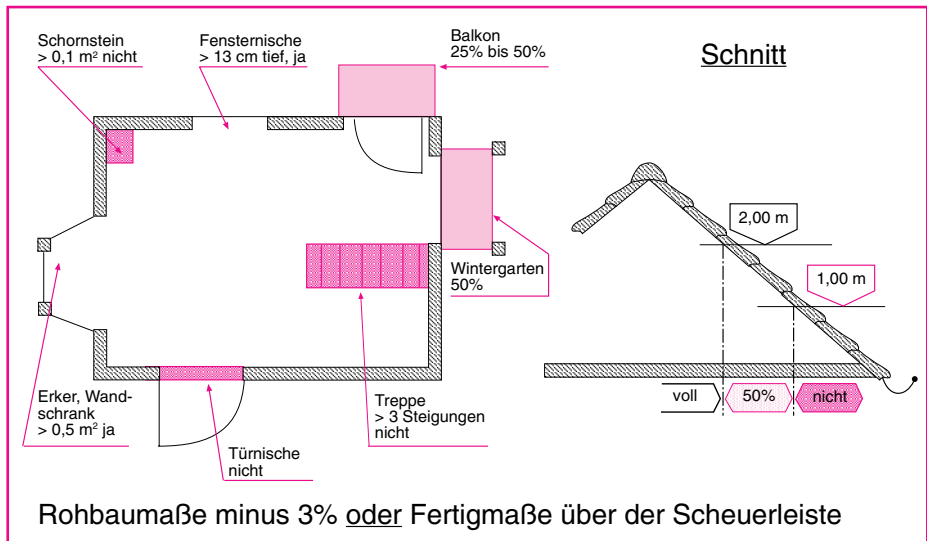 Schornstein
> 0,1 m² nicht
Fensternische
> 13 cm tief, ja
Balkon
25% bis 50%
Schnitt
2,00 m
1,00 m
Wintergarten
50%
voll
50%
nicht
Erker, Wand-
schrank
> 0,5 m² ja
Türnische
nicht
Treppe
> 3 Steigungen
nicht
Rohbaumaße minus 3% oder Fertigmaße über der Scheuerleiste